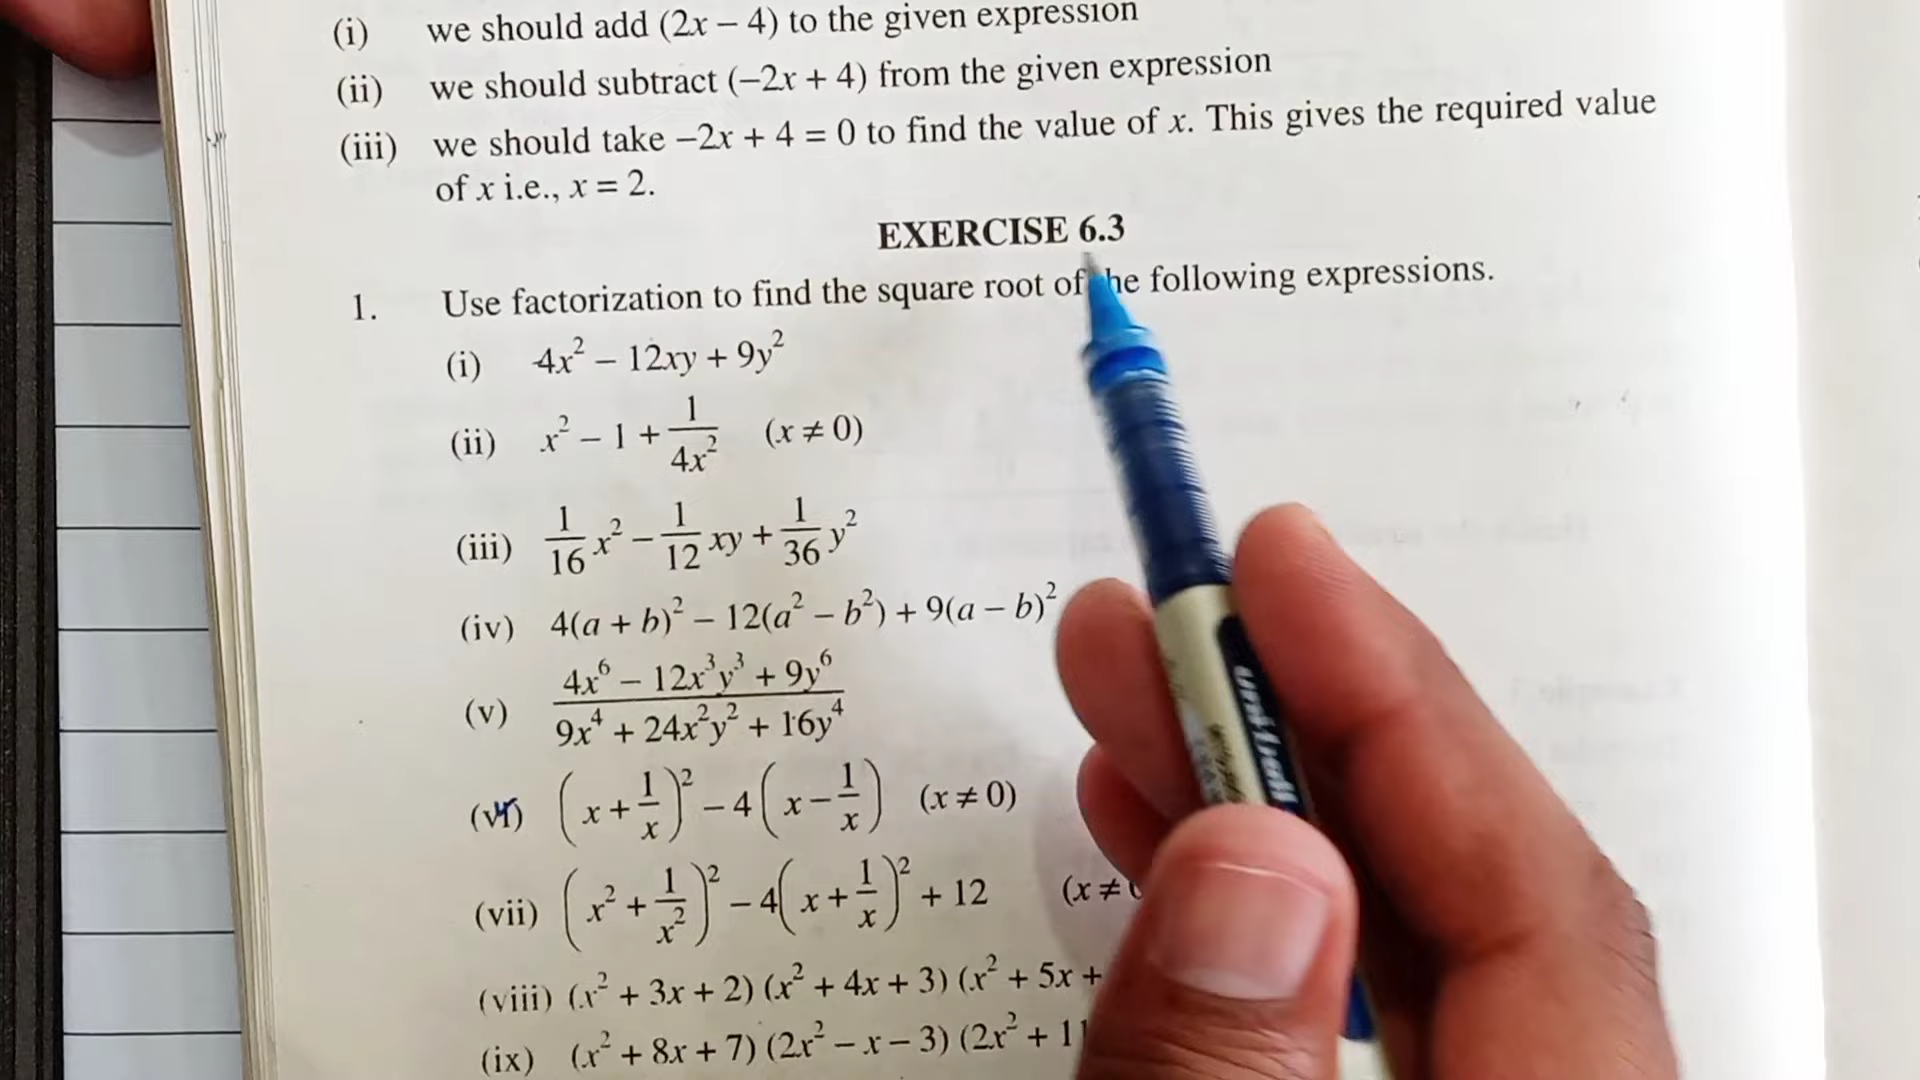 (i) we should add (2x – 4) to the given expression
(ii) we should subtract (–2x + 4) from the given expression
(iii) we should take –2x + 4 = 0 to find the value of x. This gives the required value
of x i.e., x = 2.
EXERCISE 6.3
1. Use factorization to find the square root of he following expressions.
(i) 4x² – 12xy + 9y²
(ii) x² – 1 + 1/4x² (x ≠ 0)
(iii) 1/16 x² – 1/12 xy + 1/36 y²
(iv) 4(a + b)² – 12(a² – b²) + 9(a – b)²
(v) (4x⁶ – 12x³y³ + 9y⁶)/(9x⁴ + 24x²y² + 16y⁴)
(vi) (x + 1/x)² – 4(x – 1/x) (x ≠ 0)
(vii) (x² + 1/x²)² – 4(x + 1/x)² + 12 (x ≠
(viii) (x² + 3x + 2) (x² + 4x + 3) (x² + 5x +
(ix) (x² + 8x + 7) (2x² – x – 3) (2x² + 11
uni-ball